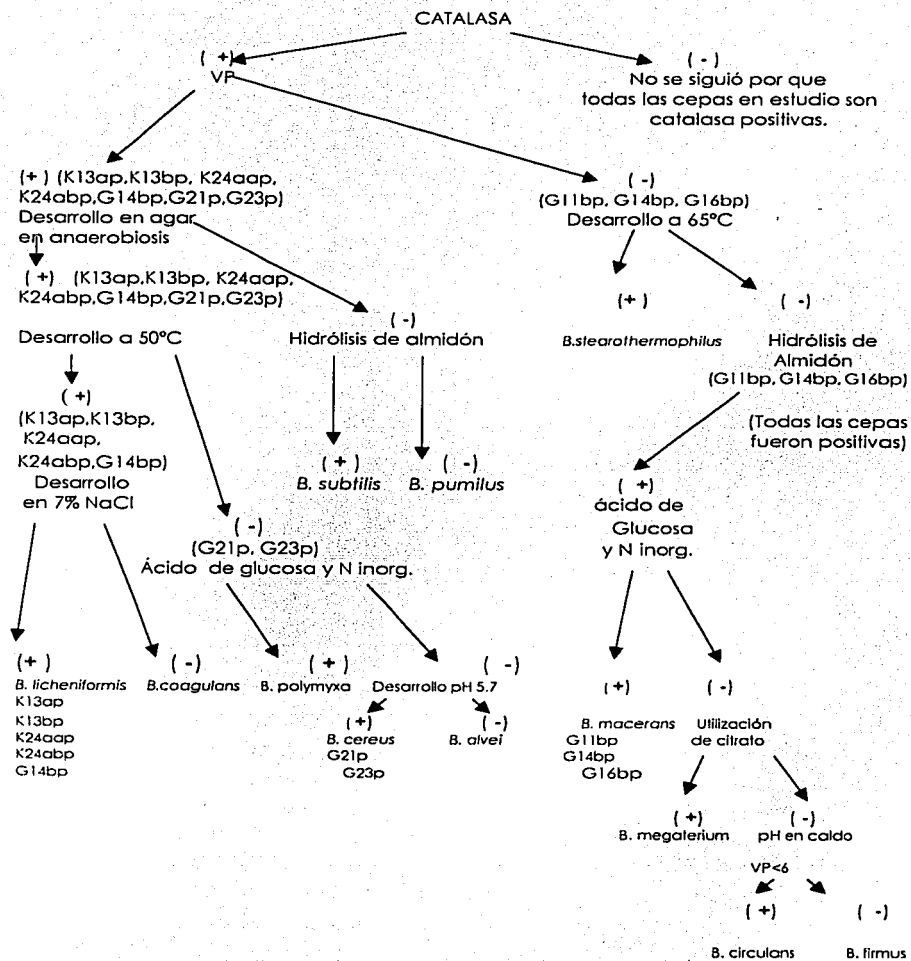 CATALASA
( + )
VP
( - )
No se siguió por que
todas las cepas en estudio son
catalasa positivas.
(+ ) (K13ap,K13bp, K24aap,
K24abp,G14bp,G21p,G23p)
Desarrollo en agar
en anaerobiosis
( - )
(G11bp, G14bp, G16bp)
Desarrollo a 65ºC
( + ) (K13ap,K13bp, K24aap,
K24abp,G14bp,G21p,G23p)
Desarrollo a 50ºC
( - )
Hidrólisis de almidón
( + )
B.stearothermophilus
( - )
Hidrólisis de
Almidón
(G11bp, G14bp, G16bp)
(Todas las cepas
fueron positivas)
( + )
(K13ap,K13bp,
K24aap,
K24abp,G14bp)
Desarrollo
en 7% NaCl
( + )
B. subtilis
( - )
B. pumilus
( - )
(G21p, G23p)
Ácido de glucosa y N inorg.
( + )
ácido de
Glucosa
y N inorg.
( + )
B. licheniformis
K13ap
K13bp
K24aap
K24abp
G14bp
( - )
B.coagulans
( + )
B. polymyxa
( - )
Desarrollo pH 5.7
( + )
B. cereus
G21p
G23p
( - )
B. alvei
( + )
B. macerans
G11bp
G14bp
G16bp
( - )
Utilización
de citrato
( + )
B. megaterium
( - )
pH en caldo
VP<6
( + )
B. circulans
( - )
B. firmus